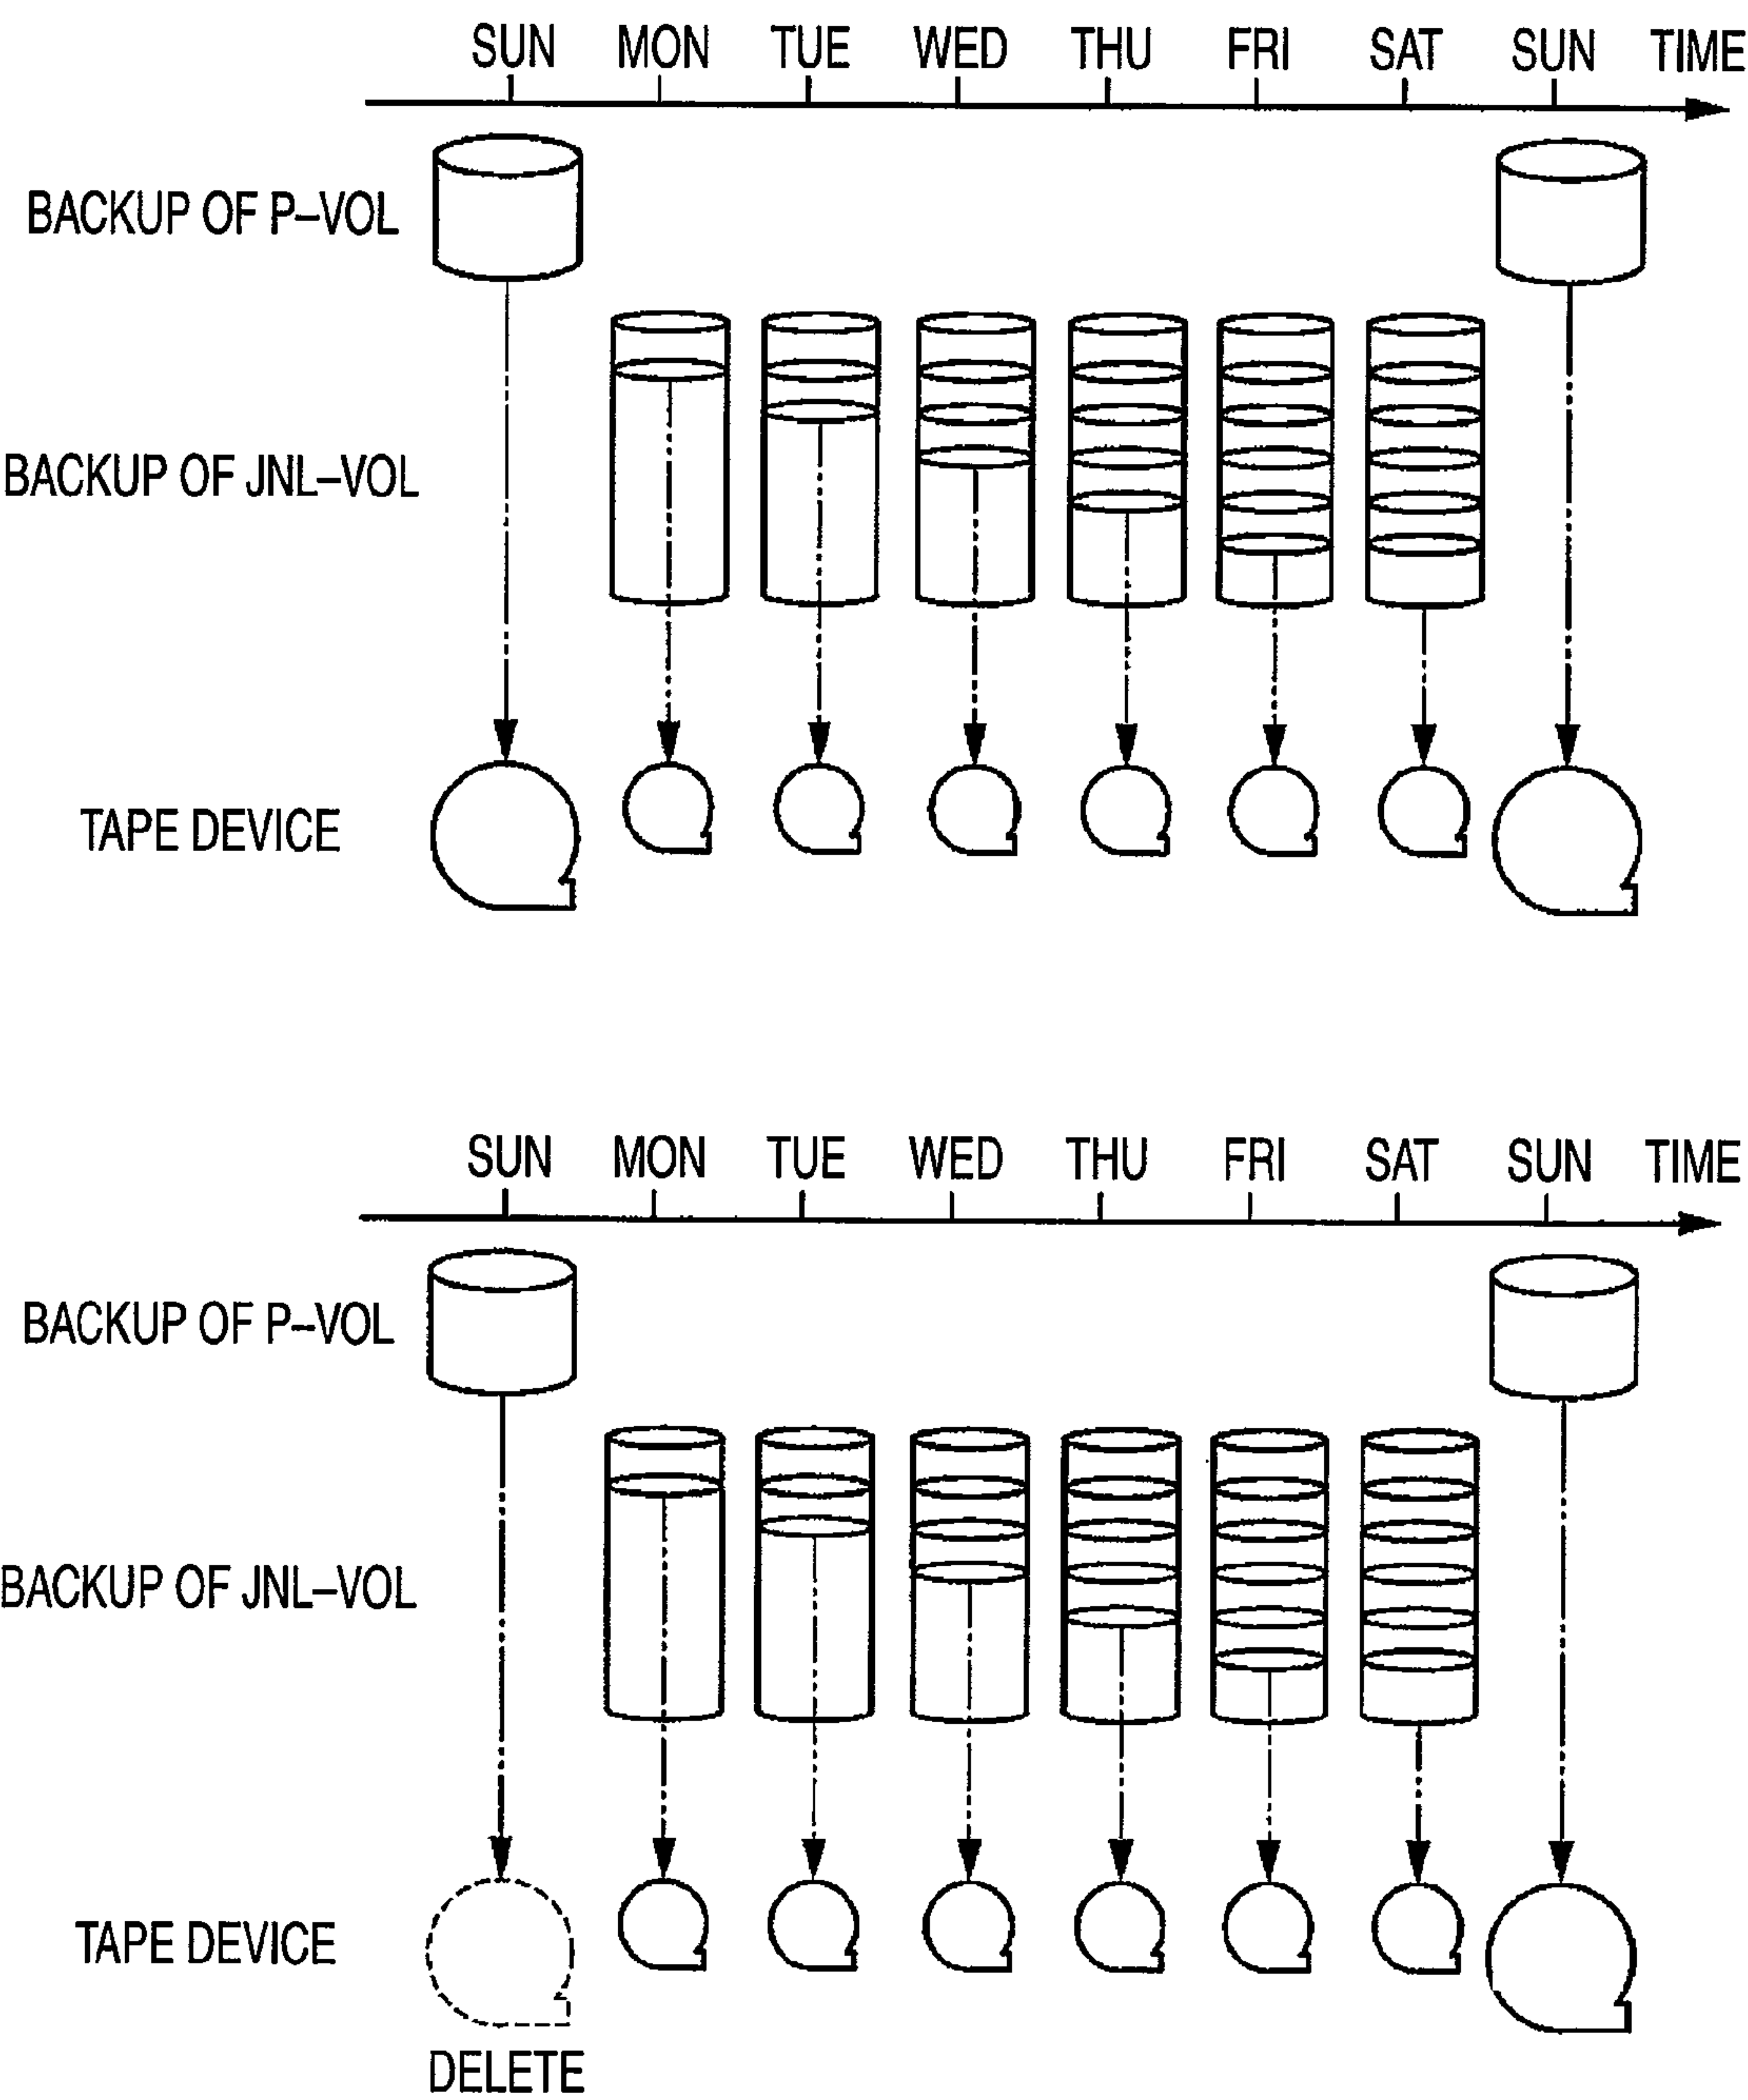 SUN MON TUE WED THU FRI SAT SUN TIME
BACKUP OF P–VOL
BACKUP OF JNL–VOL
TAPE DEVICE
SUN MON TUE WED THU FRI SAT SUN TIME
BACKUP OF P–VOL
BACKUP OF JNL–VOL
TAPE DEVICE
DELETE